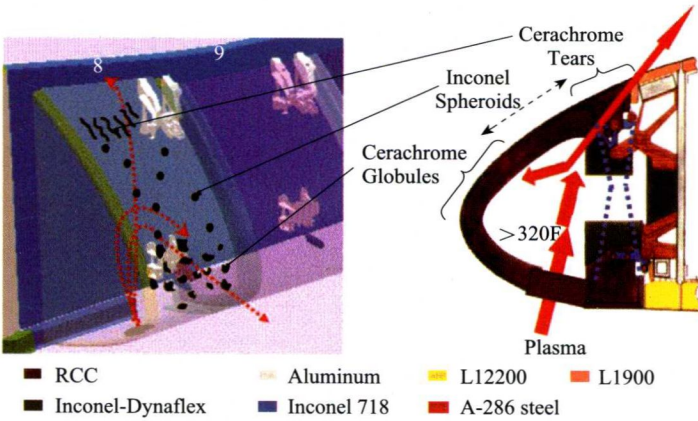 Cerachrome
Tears
9
8
Inconel
Spheroids
Cerachrome
Globules
>320F
Plasma
RCC
Aluminum
L12200
L1900
Inconel-Dynaflex
Inconel 718
A-286 steel